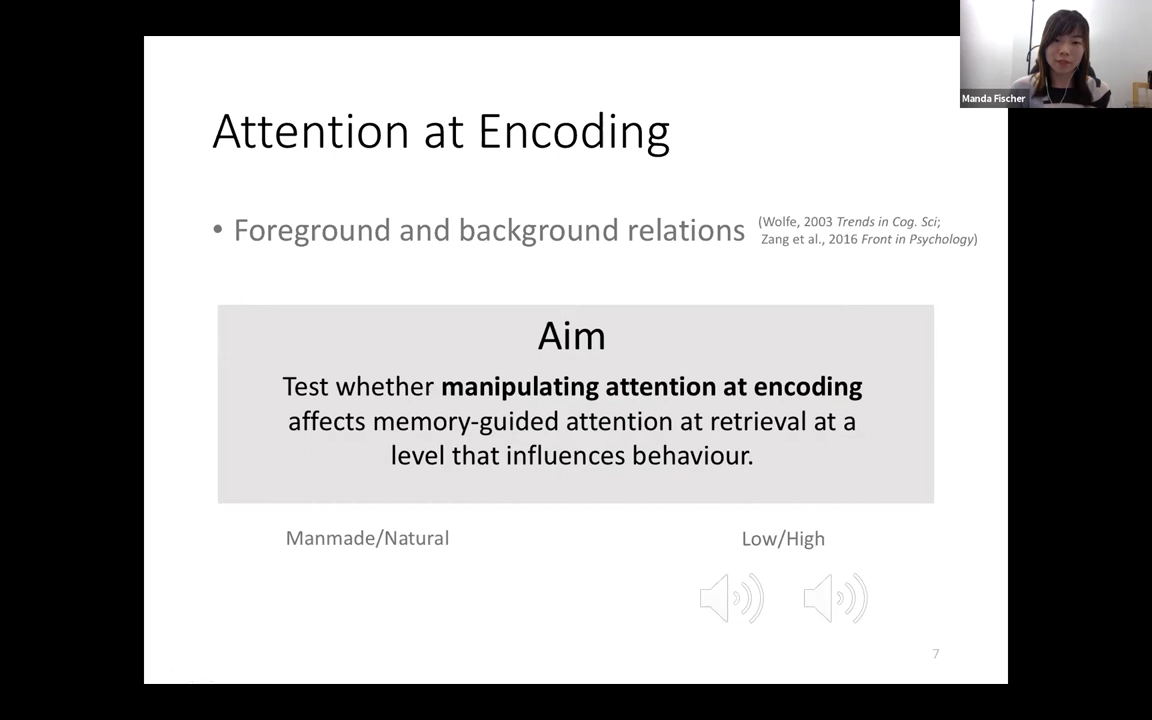 Manda Fischer
Attention at Encoding
• Foreground and background relations
(Wolfe, 2003 Trends in Cog. Sci;
Zang et al., 2016 Front in Psychology)
Aim
Test whether manipulating attention at encoding
affects memory-guided attention at retrieval at a
level that influences behaviour.
Manmade/Natural
Low/High
7